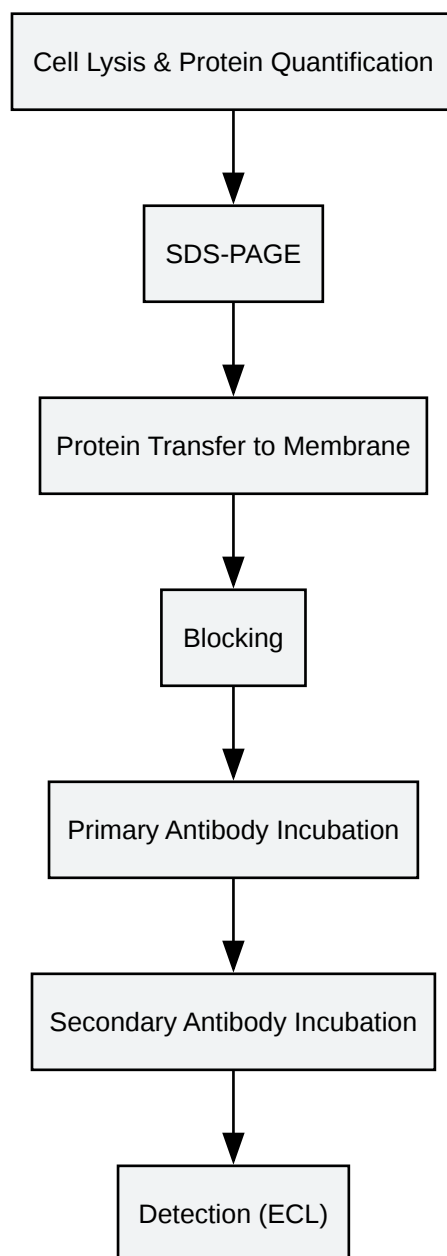 Cell Lysis & Protein Quantification
SDS-PAGE
Protein Transfer to Membrane
Blocking
Primary Antibody Incubation
Secondary Antibody Incubation
Detection (ECL)